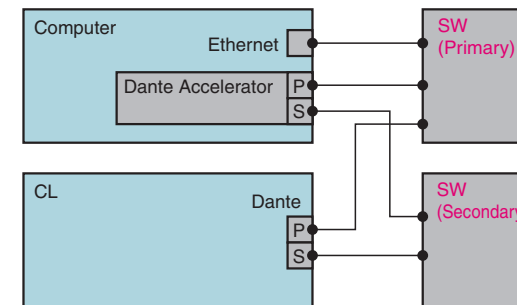 Computer
Ethernet
Dante Accelerator
P
S
SW
(Primary)
CL
Dante
P
S
SW
(Secondary